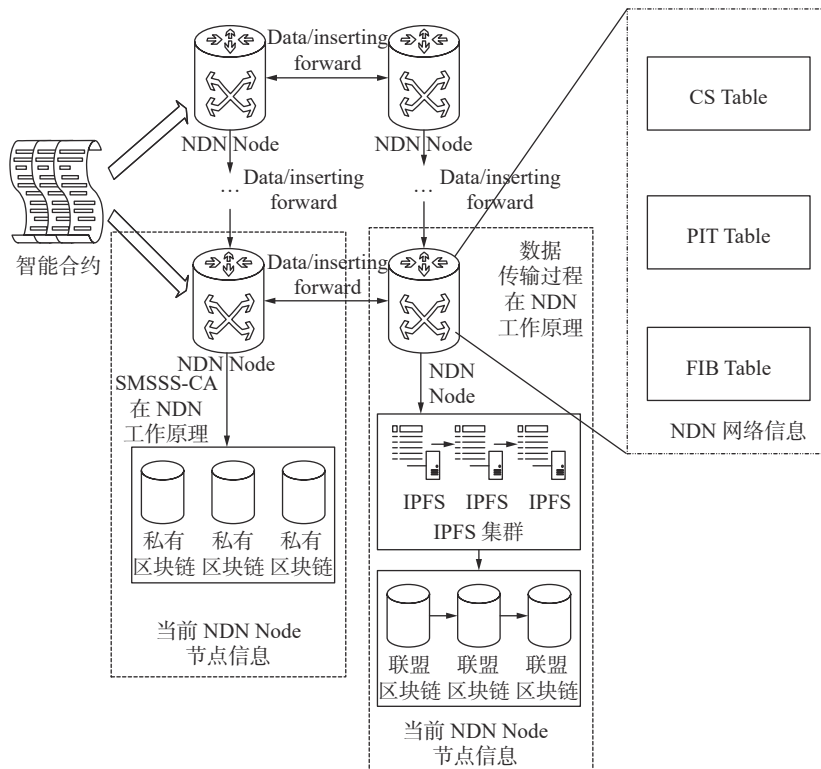 Data/inserting
forward
CS Table
NDN Node
NDN Node
… Data/inserting
forward
… Data/inserting
forward
智能合约
PIT Table
Data/inserting
forward
数据
传输过程
在 NDN
工作原理
NDN Node
NDN
Node
SMSSS-CA
在 NDN
工作原理
FIB Table
NDN 网络信息
IPFS
IPFS
IPFS
IPFS 集群
私有
区块链
私有
区块链
私有
区块链
当前 NDN Node
节点信息
联盟
区块链
联盟
区块链
联盟
区块链
当前 NDN Node
节点信息